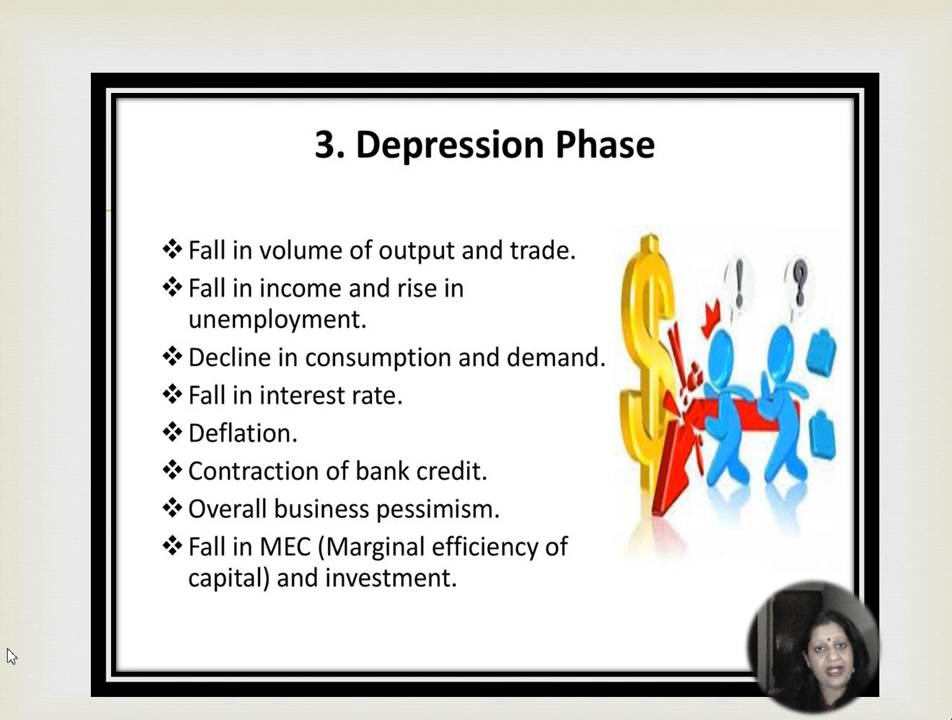 3. Depression Phase
❖ Fall in volume of output and trade.
❖ Fall in income and rise in
unemployment.
❖ Decline in consumption and demand.
❖ Fall in interest rate.
❖ Deflation.
❖ Contraction of bank credit.
❖ Overall business pessimism.
❖ Fall in MEC (Marginal efficiency of
capital) and investment.
$
! ?